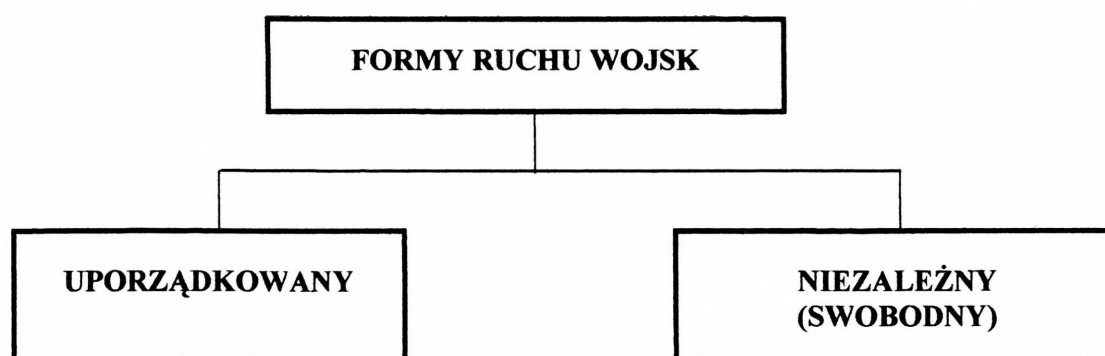 FORMY RUCHU WOJSK
UPORZĄDKOWANY
NIEZALEŻNY
(SWOBODNY)